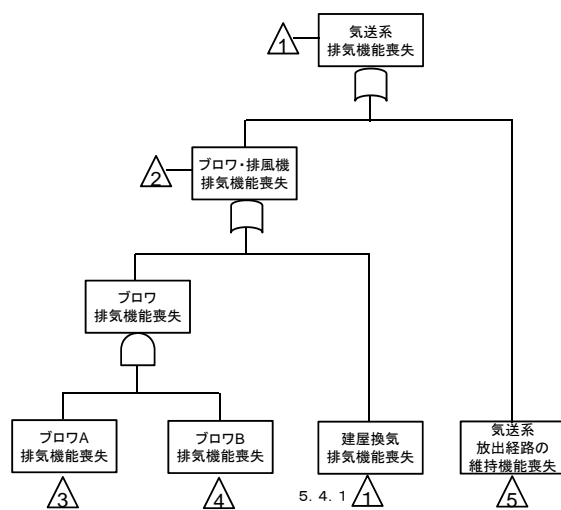 1
気送系
排気機能喪失
2
ブロワ・排風機
排気機能喪失
ブロワ
排気機能喪失
ブロワA
排気機能喪失
ブロワB
排気機能喪失
建屋換気
排気機能喪失
気送系
放出経路の
維持機能喪失
3
4
5.4.1
1
5